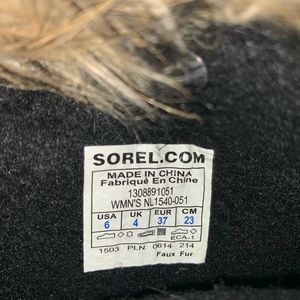 SOREL.COM
MADE IN CHINA
Fabriqué En Chine
1308891051
WMN'S NL1540-051
USA UK EUR CM
6 4 37 23
ECA-1
1503 PLN 0614 214
Faux Fur